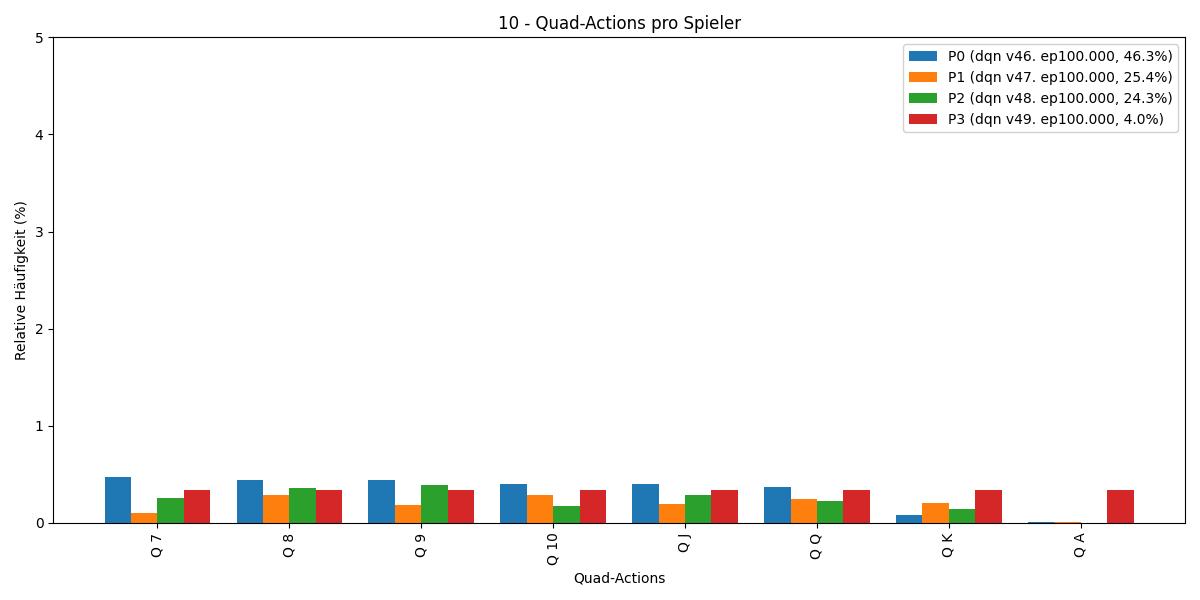 10 - Quad-Actions pro Spieler
P0 (dqn v46. ep100.000, 46.3%)
P1 (dqn v47. ep100.000, 25.4%)
P2 (dqn v48. ep100.000, 24.3%)
P3 (dqn v49. ep100.000, 4.0%)
Relative Häufigkeit (%)
5
4
3
2
1
0
Q 7
Q 8
Q 9
Q 10
Q J
Q Q
Q K
Q A
Quad-Actions